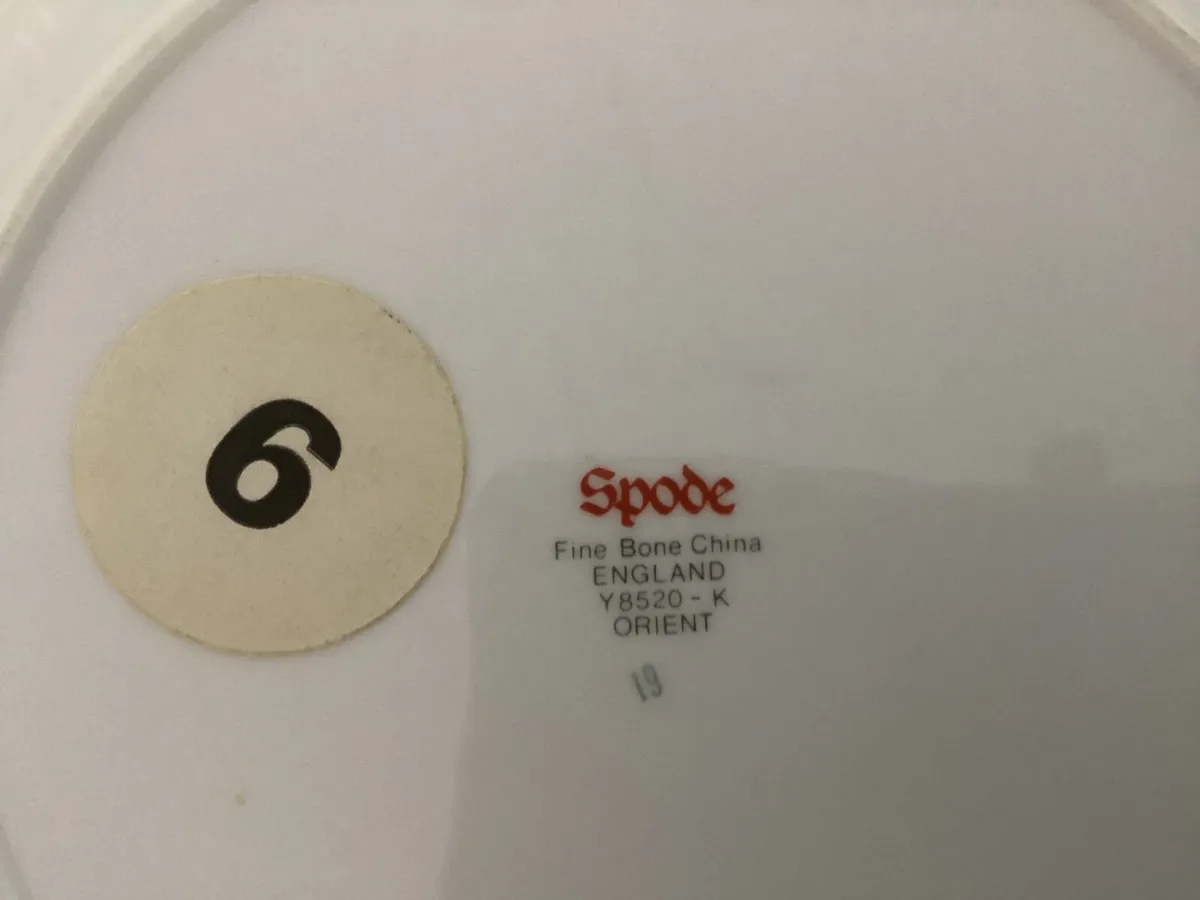 6
Spode
Fine Bone China
ENGLAND
Y8520 - K
ORIENT
19